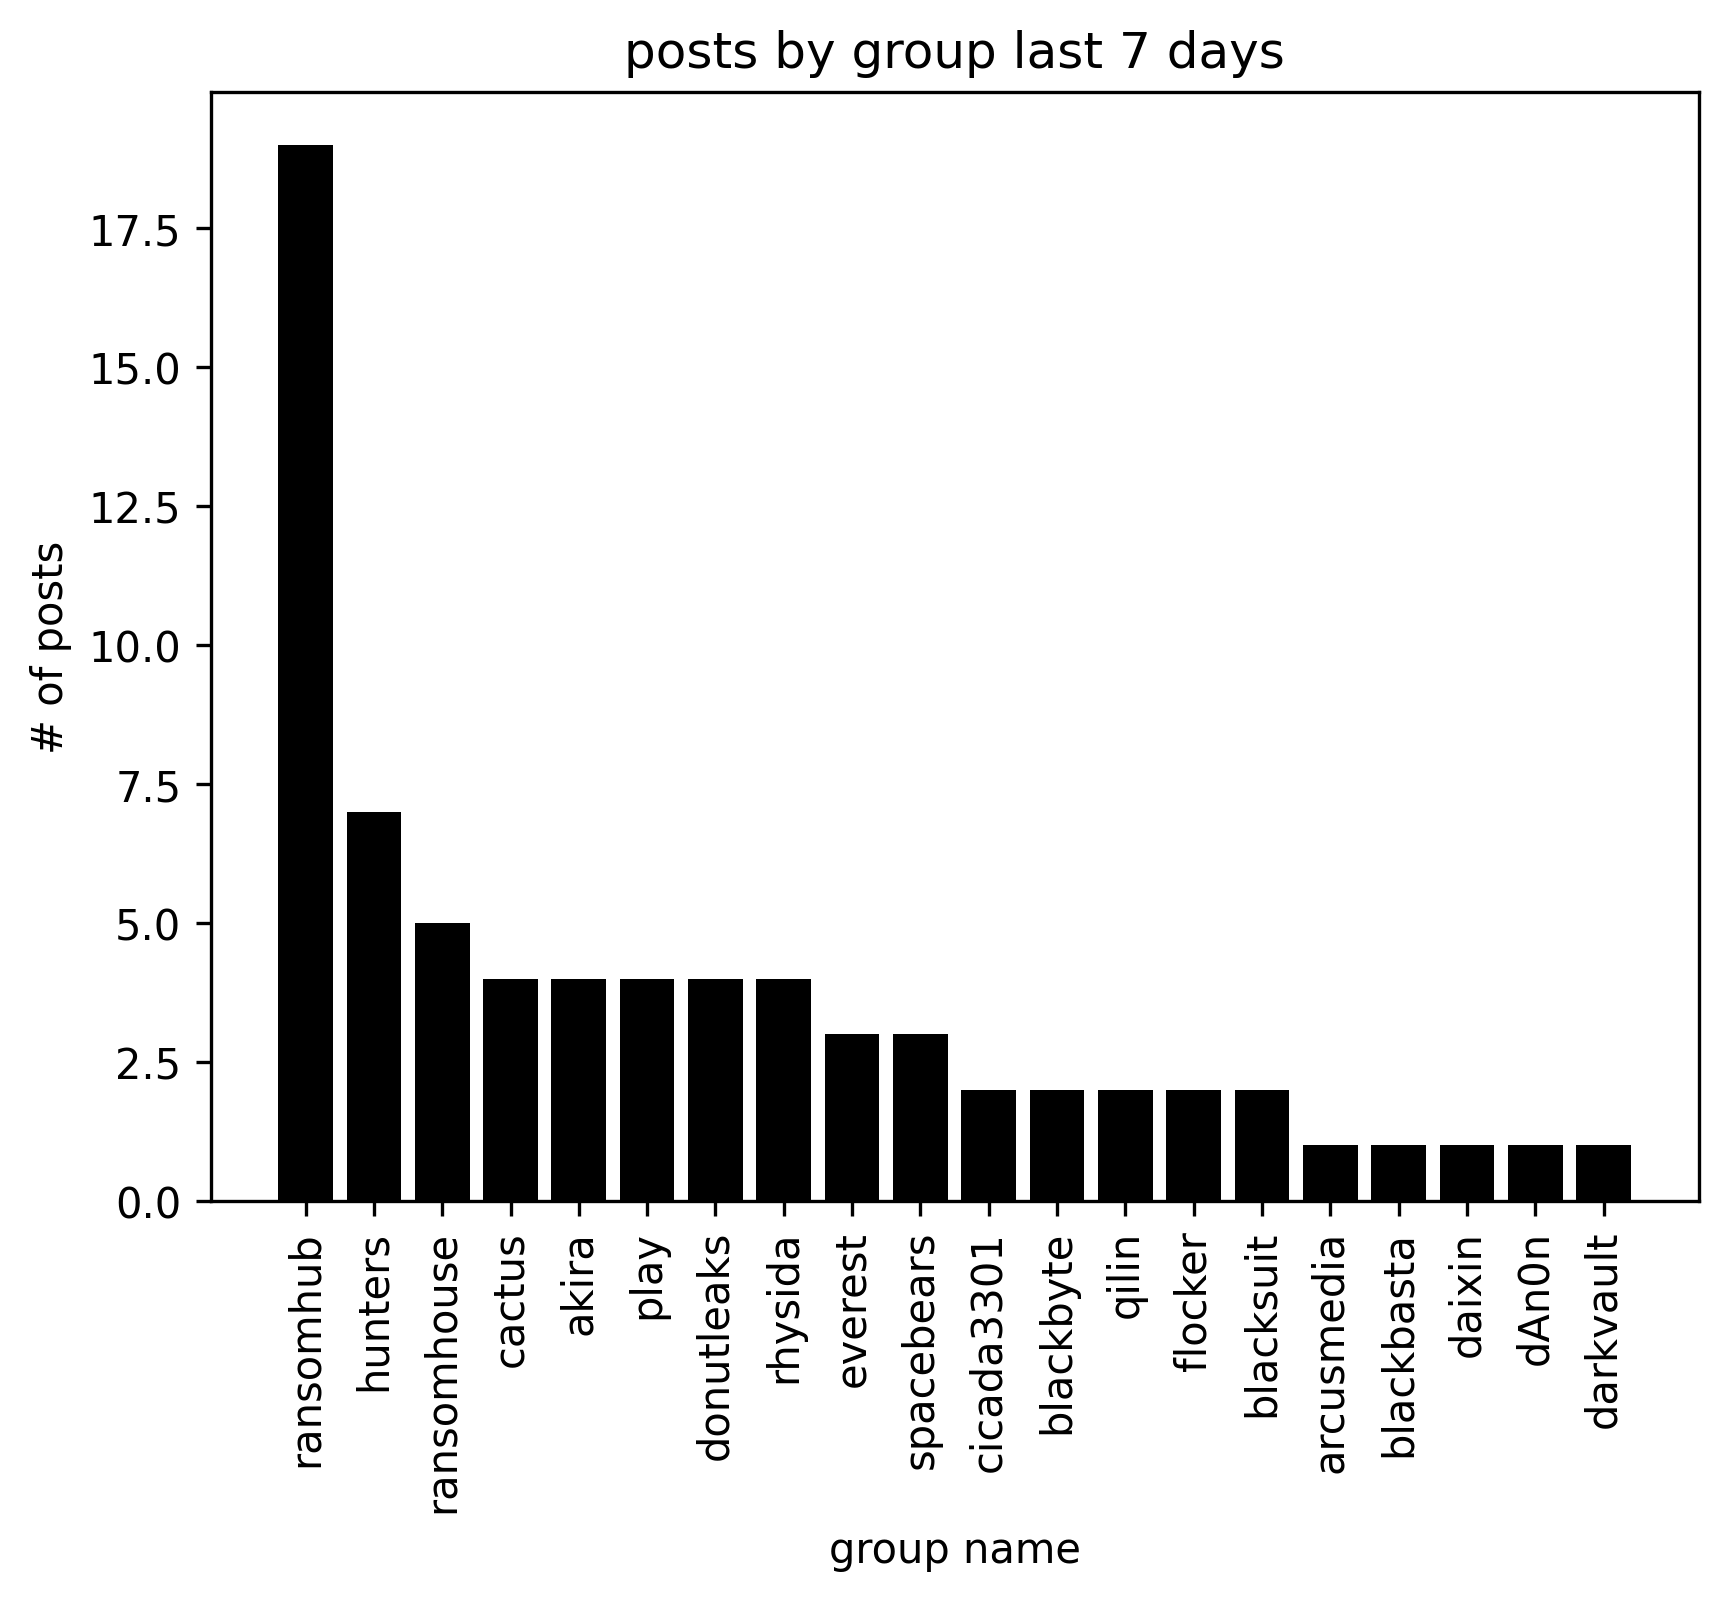 posts by group last 7 days
# of posts
17.5
15.0
12.5
10.0
7.5
5.0
2.5
0.0
ransomhub
hunters
ransomhouse
cactus
akira
play
donutleaks
rhysida
everest
spacebears
cicada3301
blackbyte
qilin
flocker
blacksuit
arcusmedia
blackbasta
daixin
dAn0n
darkvault
group name